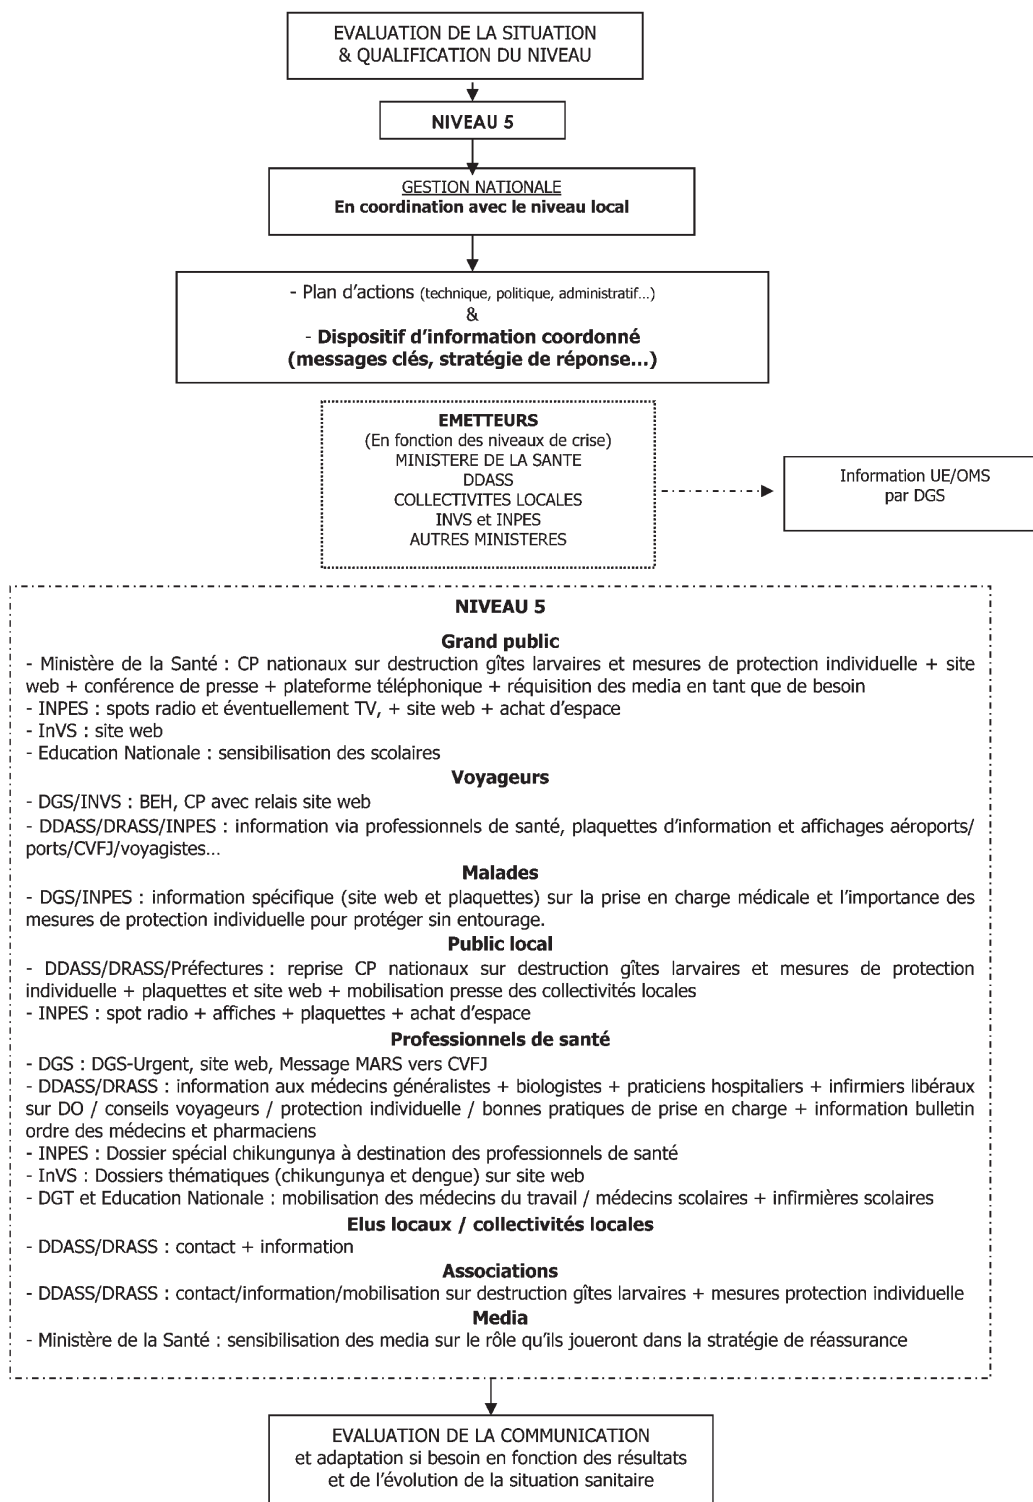 EVALUATION DE LA SITUATION
& QUALIFICATION DU NIVEAU
NIVEAU 5
GESTION NATIONALE
En coordination avec le niveau local
- Plan d'actions (technique, politique, administratif...)
&
- Dispositif d'information coordonné
(messages clés, stratégie de réponse...)
EMETTEURS
(En fonction des niveaux de crise)
MINISTERE DE LA SANTE
DDASS
COLLECTIVITES LOCALES
INVS et INPES
AUTRES MINISTERES
Information UE/OMS
par DGS
NIVEAU 5
Grand public
- Ministère de la Santé : CP nationaux sur destruction gîtes larvaires et mesures de protection individuelle + site
web + conférence de presse + plateforme téléphonique + réquisition des media en tant que de besoin
- INPES : spots radio et éventuellement TV, + site web + achat d'espace
- InVS : site web
- Education Nationale : sensibilisation des scolaires
Voyageurs
- DGS/INVS : BEH, CP avec relais site web
- DDASS/DRASS/INPES : information via professionnels de santé, plaquettes d'information et affichages aéroports/
ports/CVFJ/voyagistes...
Malades
- DGS/INPES : information spécifique (site web et plaquettes) sur la prise en charge médicale et l'importance des
mesures de protection individuelle pour protéger sin entourage.
Public local
- DDASS/DRASS/Préfectures : reprise CP nationaux sur destruction gîtes larvaires et mesures de protection
individuelle + plaquettes et site web + mobilisation presse des collectivités locales
- INPES : spot radio + affiches + plaquettes + achat d'espace
Professionnels de santé
- DGS : DGS-Urgent, site web, Message MARS vers CVFJ
- DDASS/DRASS : information aux médecins généralistes + biologistes + praticiens hospitaliers + infirmiers libéraux
sur DO / conseils voyageurs / protection individuelle / bonnes pratiques de prise en charge + information bulletin
ordre des médecins et pharmaciens
- INPES : Dossier spécial chikungunya à destination des professionnels de santé
- InVS : Dossiers thématiques (chikungunya et dengue) sur site web
- DGT et Education Nationale : mobilisation des médecins du travail / médecins scolaires + infirmières scolaires
Elus locaux / collectivités locales
- DDASS/DRASS : contact + information
Associations
- DDASS/DRASS : contact/information/mobilisation sur destruction gîtes larvaires + mesures protection individuelle
Media
- Ministère de la Santé : sensibilisation des media sur le rôle qu'ils joueront dans la stratégie de réassurance
EVALUATION DE LA COMMUNICATION
et adaptation si besoin en fonction des résultats
et de l'évolution de la situation sanitaire